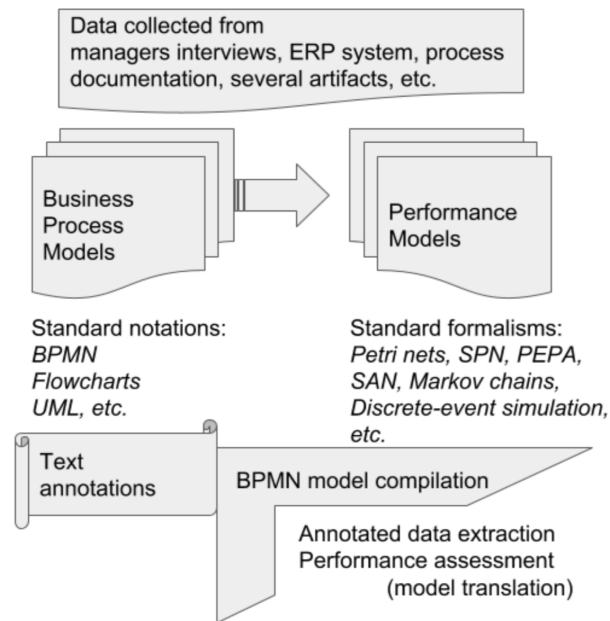 Data collected from
managers interviews, ERP system, process
documentation, several artifacts, etc.
Business
Process
Models
Performance
Models
Standard notations:
BPMN
Flowcharts
UML, etc.
Standard formalisms:
Petri nets, SPN, PEPA,
SAN, Markov chains,
Discrete-event simulation,
etc.
Text
annotations
BPMN model compilation
Annotated data extraction
Performance assessment
(model translation)